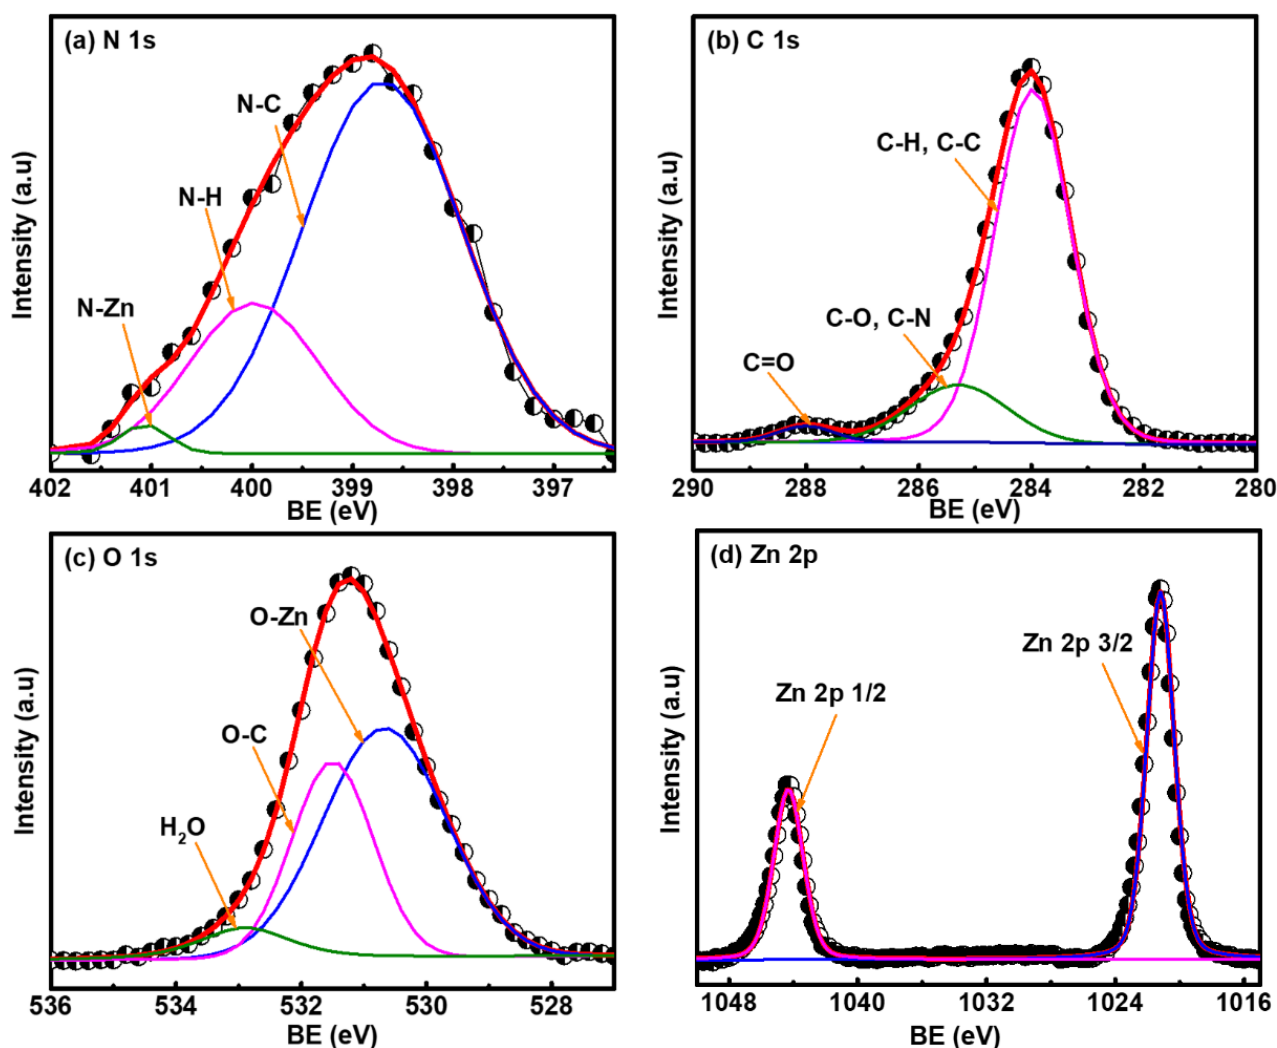 (a) N 1s
N-C
N-H
N-Zn
Intensity (a.u)
402 401 400 399 398 397
BE (eV)
(b) C 1s
C-H, C-C
C-O, C-N
C=O
Intensity (a.u)
290 288 286 284 282 280
BE (eV)
(c) O 1s
O-Zn
O-C
H₂O
Intensity (a.u)
536 534 532 530 528
BE (eV)
(d) Zn 2p
Zn 2p 3/2
Zn 2p 1/2
Intensity (a.u)
1048 1040 1032 1024 1016
BE (eV)